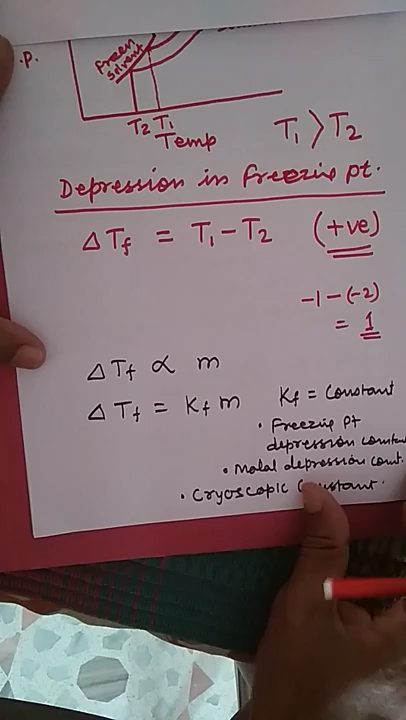 .P.
Frozen
solvent
T₂ T₁
Temp
T₁ > T₂
Depression in freezing pt.
ΔTf = T₁ - T₂ (+ve)
-1-(-2)
= 1
ΔTf ∝ m
ΔTf = Kf m
Kf = Constant
• Freezing pt
depression constan
• Molal depression const.
• Cryoscopic Constant.